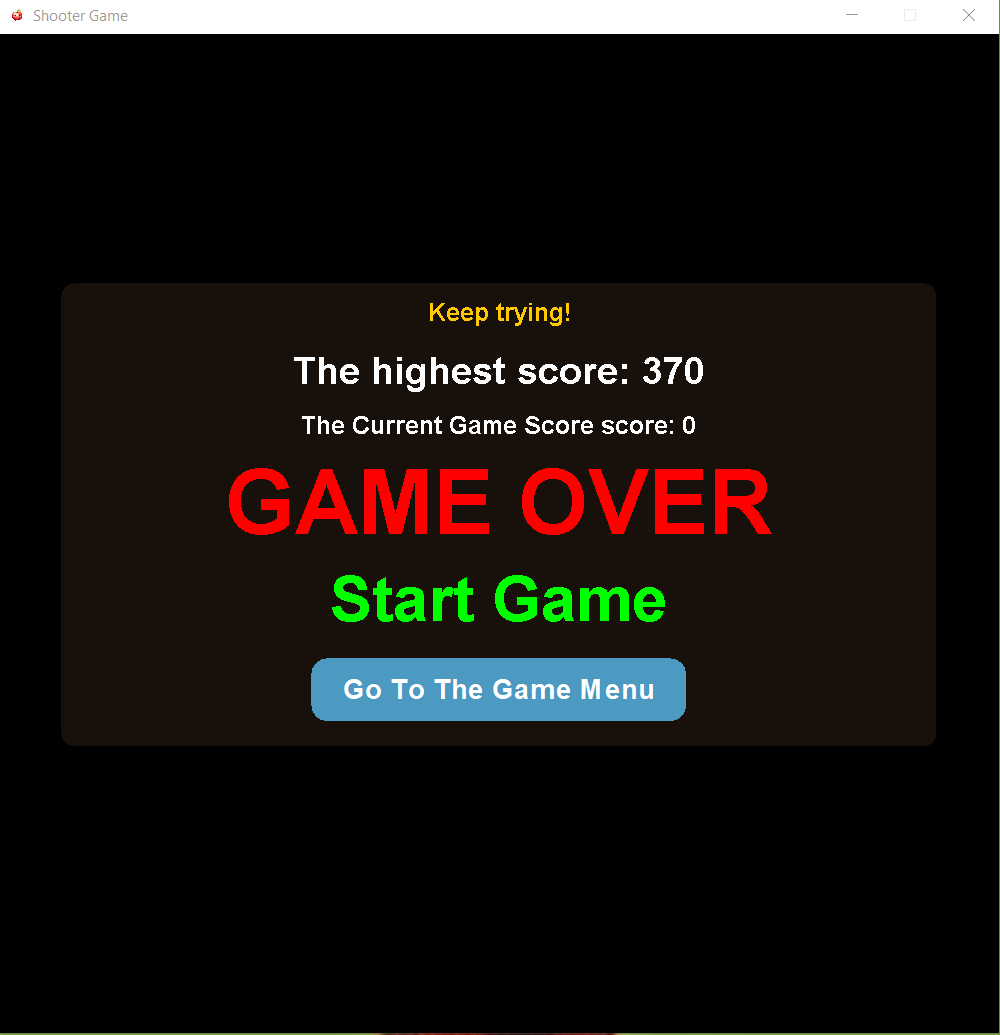 Shooter Game
Keep trying!
The highest score: 370
The Current Game Score score: 0
GAME OVER
Start Game
Go To The Game Menu